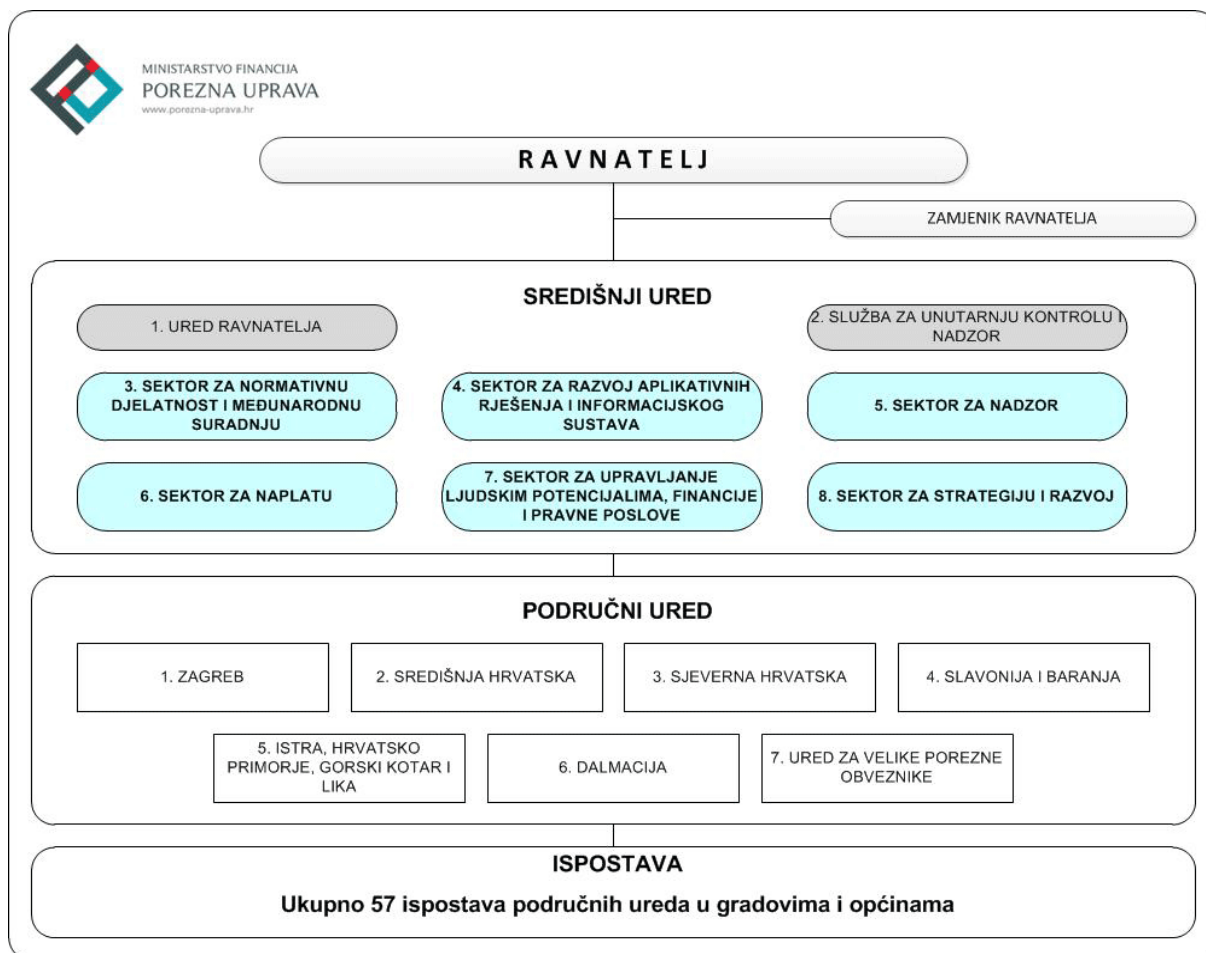 MINISTARSTVO FINANCIJA
POREZNA UPRAVA
www.porezna-uprava.hr
RAVNATELJ
ZAMJENIK RAVNATELJA
SREDIŠNJI URED
1. URED RAVNATELJA
2. SLUŽBA ZA UNUTARNJU KONTROLU I
NADZOR
3. SEKTOR ZA NORMATIVNU
DJELATNOST I MEĐUNARODNU
SURADNJU
4. SEKTOR ZA RAZVOJ APLIKATIVNIH
RJEŠENJA I INFORMACIJSKOG
SUSTAVA
5. SEKTOR ZA NADZOR
6. SEKTOR ZA NAPLATU
7. SEKTOR ZA UPRAVLJANJE
LJUDSKIM POTENCIJALIMA, FINANCIJE
I PRAVNE POSLOVE
8. SEKTOR ZA STRATEGIJU I RAZVOJ
PODRUČNI URED
1. ZAGREB
2. SREDIŠNJA HRVATSKA
3. SJEVERNA HRVATSKA
4. SLAVONIJA I BARANJA
5. ISTRA, HRVATSKO
PRIMORJE, GORSKI KOTAR I
LIKA
6. DALMACIJA
7. URED ZA VELIKE POREZNE
OBVEZNIKE
ISPOSTAVA
Ukupno 57 ispostava područnih ureda u gradovima i općinama